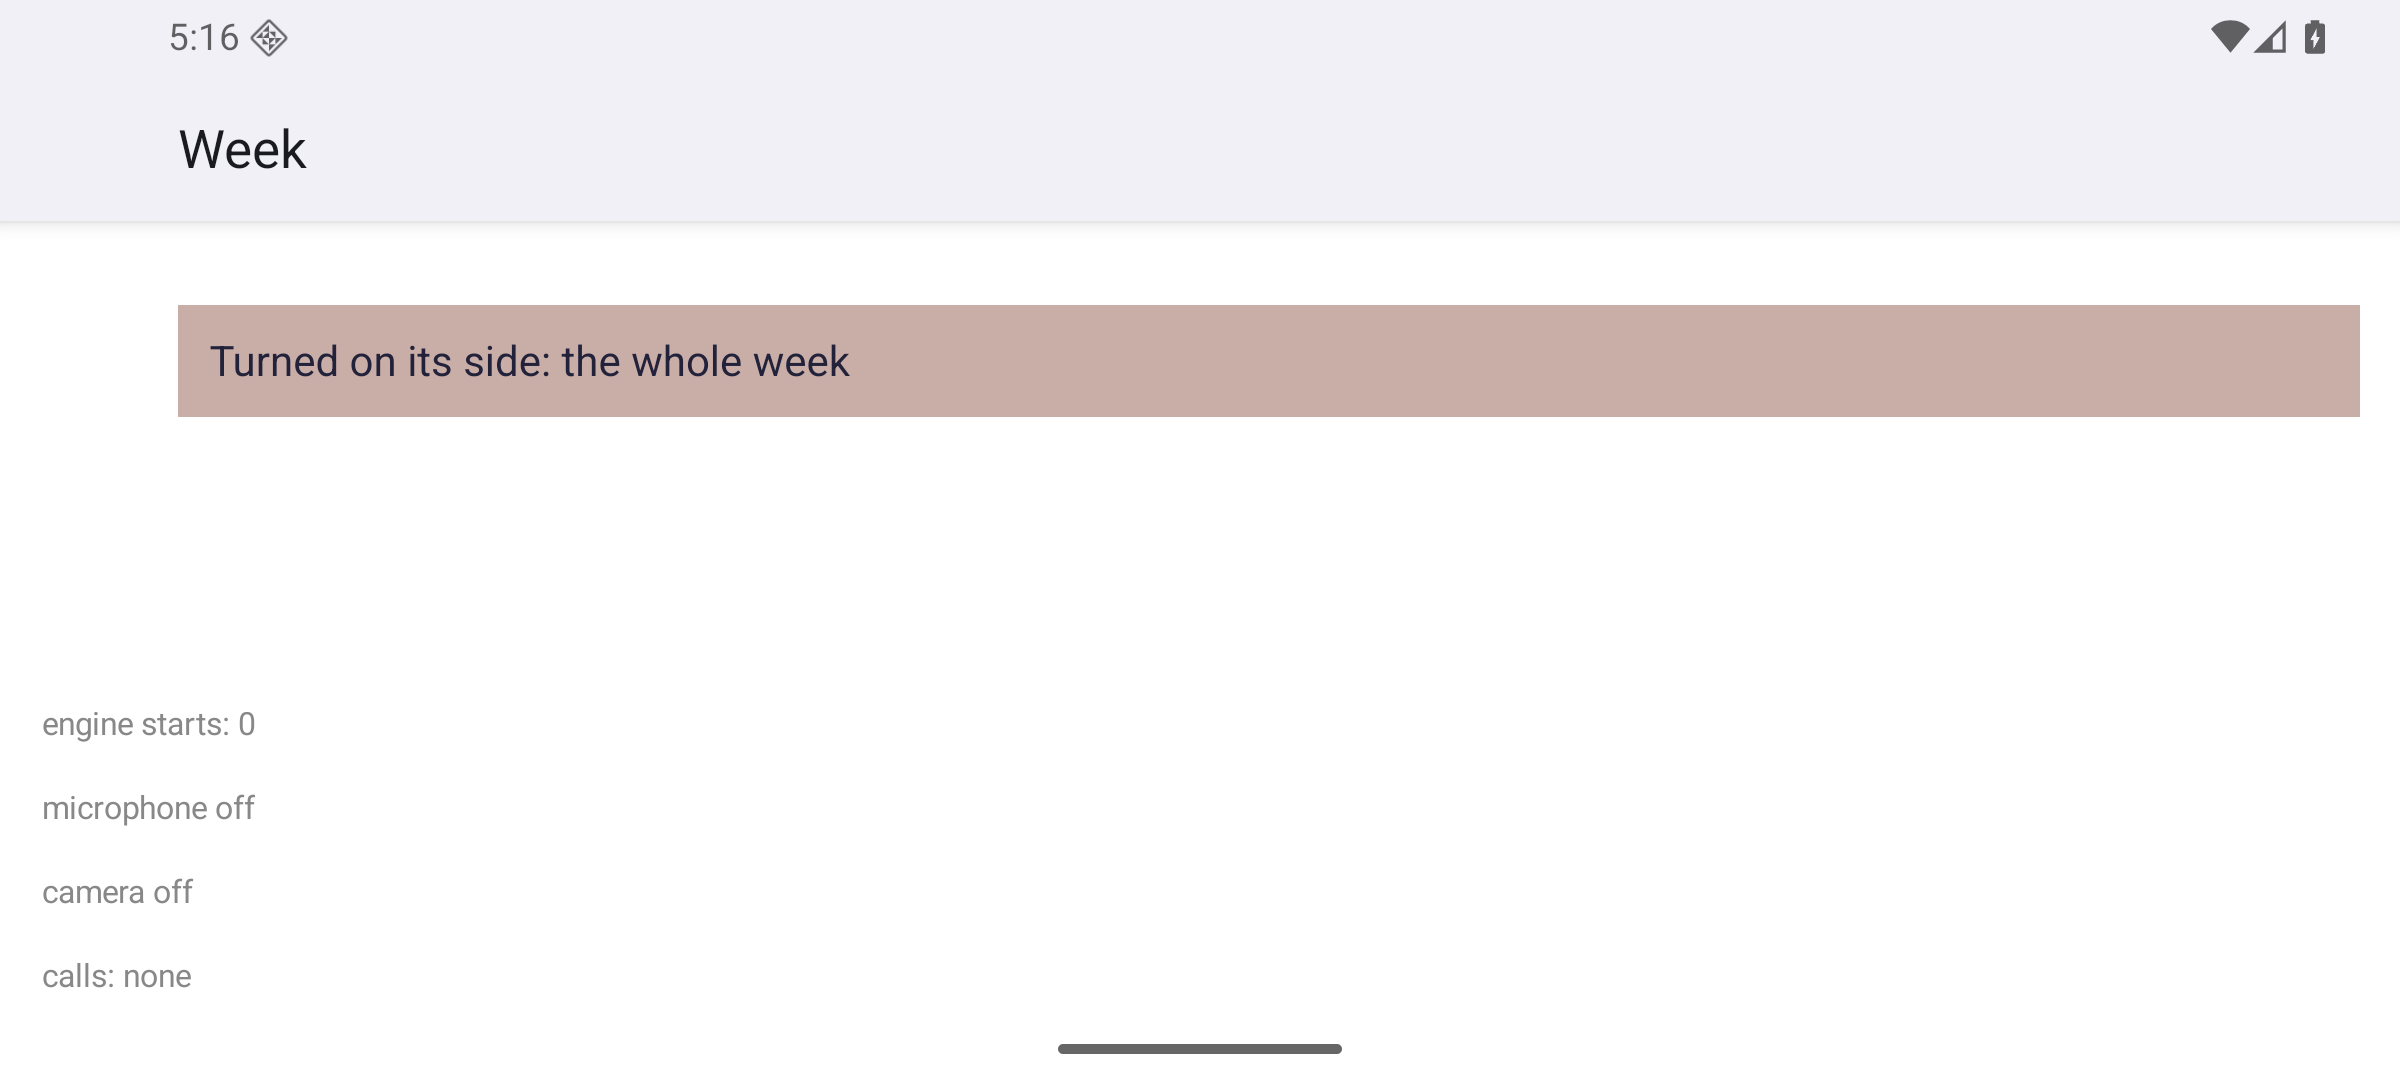 5:16
Week
Turned on its side: the whole week
engine starts: 0
microphone off
camera off
calls: none